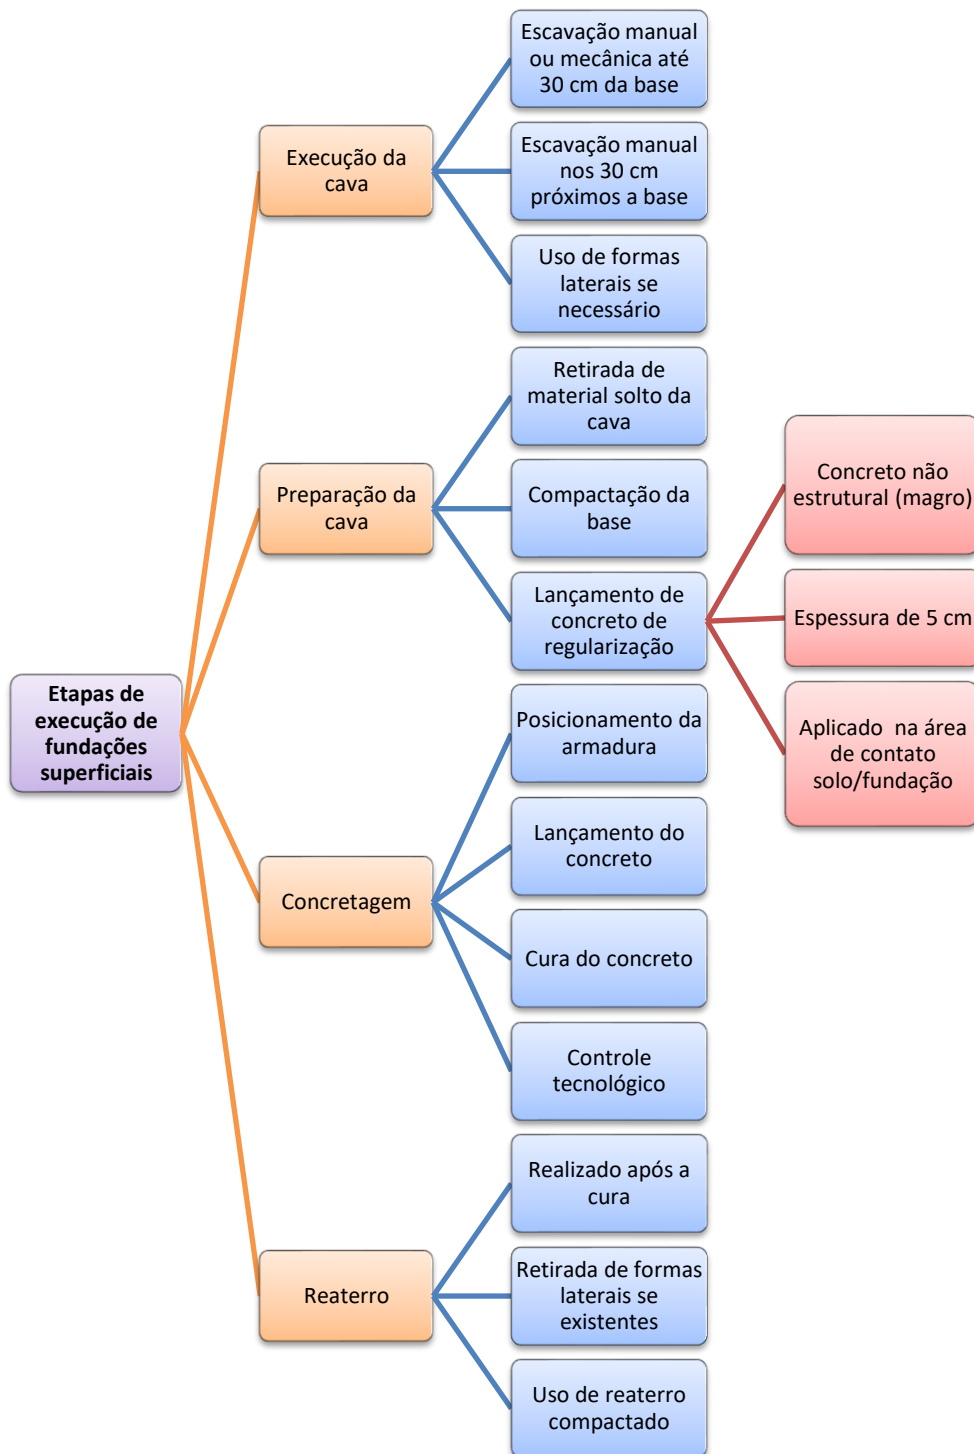 Etapas de
execução de
fundações
superficiais
Execução da
cava
Escavação manual
ou mecânica até
30 cm da base
Escavação manual
nos 30 cm
próximos a base
Uso de formas
laterais se
necessário
Preparação da
cava
Retirada de
material solto da
cava
Compactação da
base
Lançamento de
concreto de
regularização
Concreto não
estrutural (magro)
Espessura de 5 cm
Aplicado na área
de contato
solo/fundação
Concretagem
Posicionamento da
armadura
Lançamento do
concreto
Cura do concreto
Controle
tecnológico
Reaterro
Realizado após a
cura
Retirada de formas
laterais se
existentes
Uso de reaterro
compactado